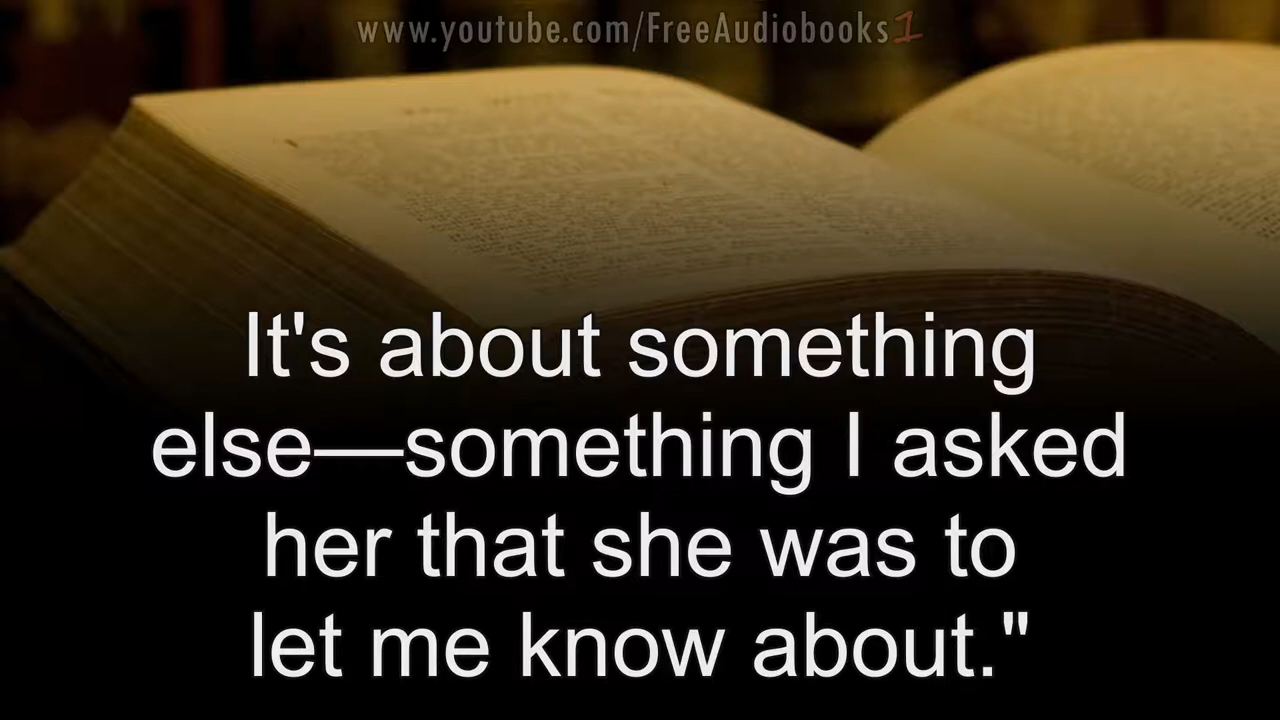 www.youtube.com/FreeAudiobooks1
It's about something
else—something I asked
her that she was to
let me know about."